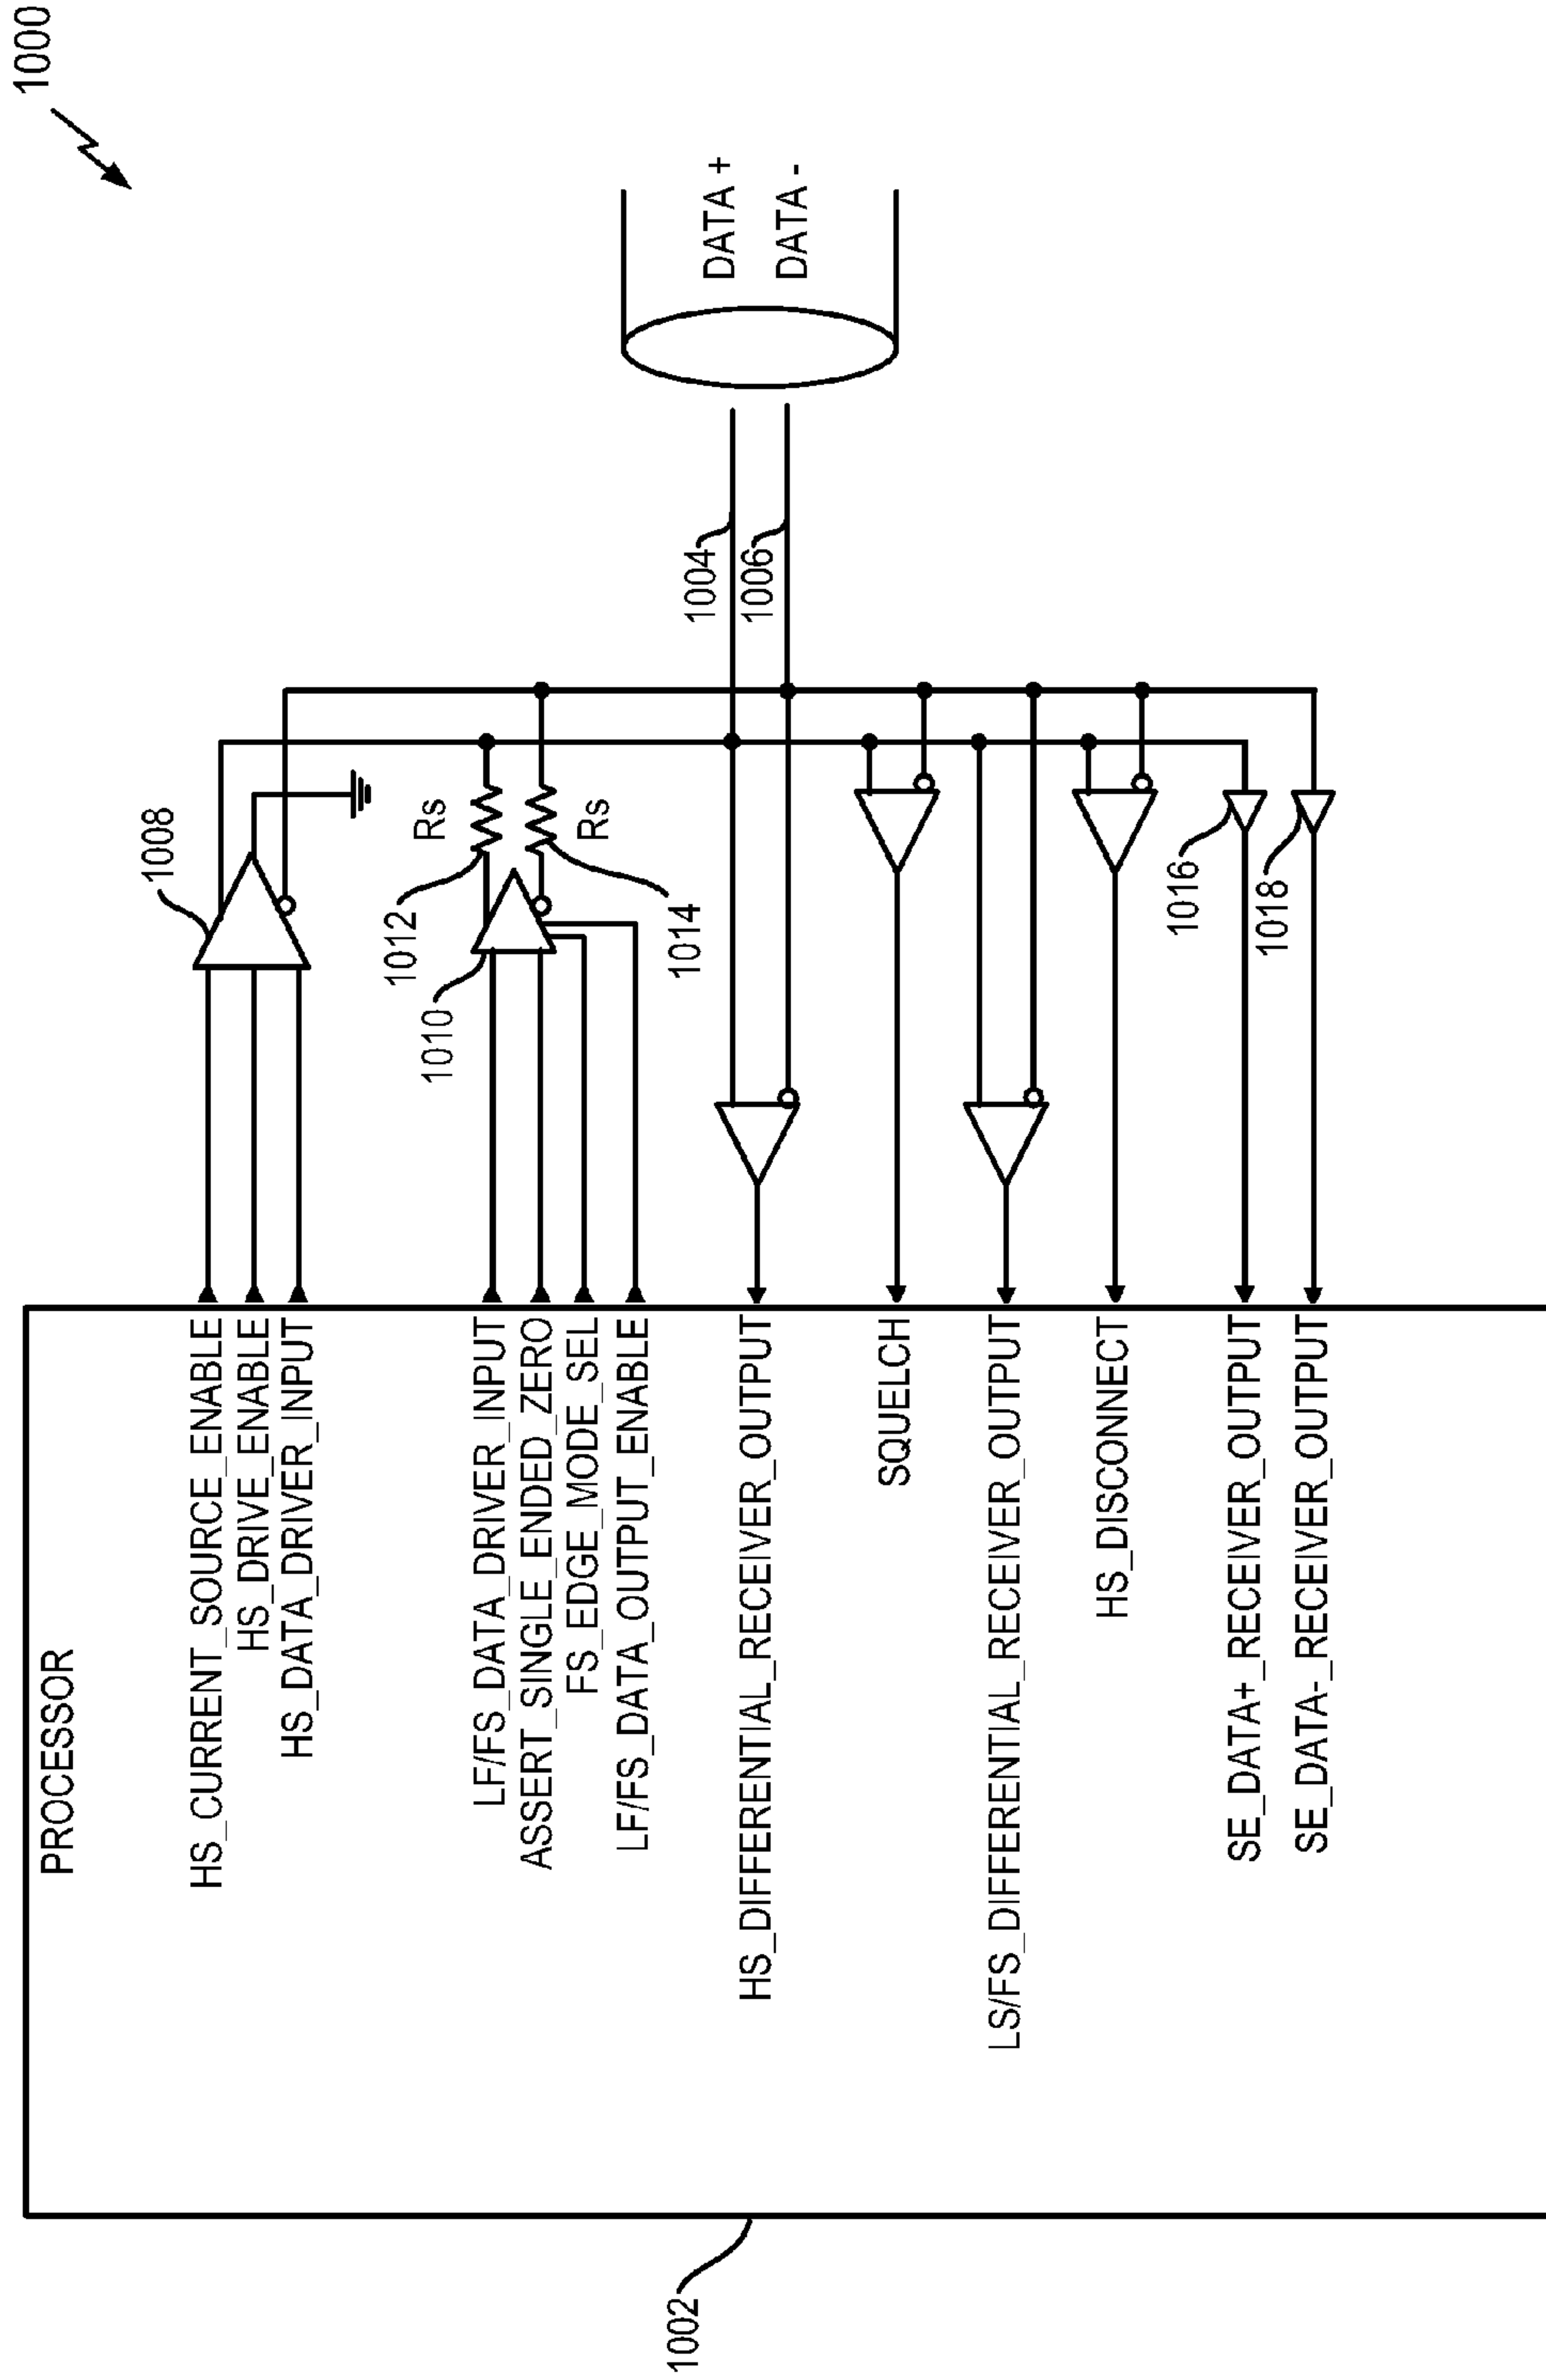 1000
PROCESSOR
HS_CURRENT_SOURCE_ENABLE
HS_DRIVE_ENABLE
HS_DATA_DRIVER_INPUT
1008
LF/FS_DATA_DRIVER_INPUT
ASSERT_SINGLE_ENDED_ZERO
FS_EDGE_MODE_SEL
LF/FS_DATA_OUTPUT_ENABLE
1010
1012
Rs
Rs
1014
HS_DIFFERENTIAL_RECEIVER_OUTPUT
1004
1006
DATA +
DATA -
SQUELCH
LS/FS_DIFFERENTIAL_RECEIVER_OUTPUT
HS_DISCONNECT
SE_DATA+_RECEIVER_OUTPUT
1016
SE_DATA-_RECEIVER_OUTPUT
1018
1002